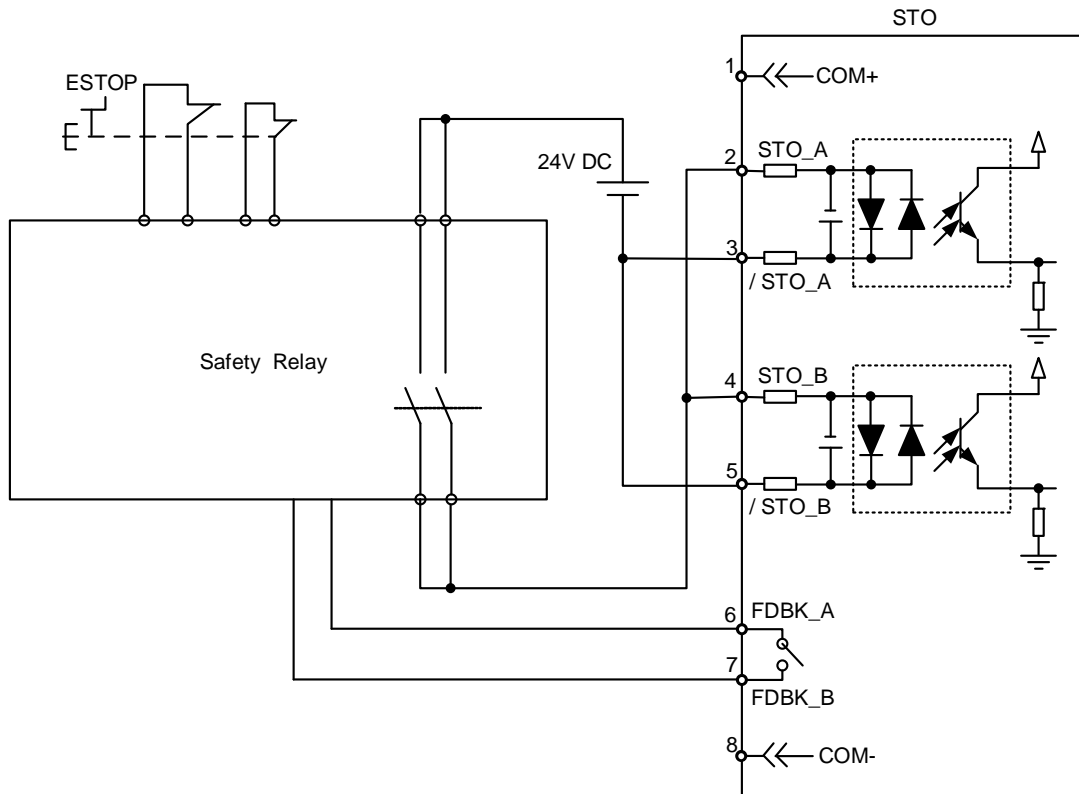 STO
ESTOP
1
COM+
24V DC
2
STO_A
3
/ STO_A
Safety Relay
4
STO_B
5
/ STO_B
6
FDBK_A
7
FDBK_B
8
COM-